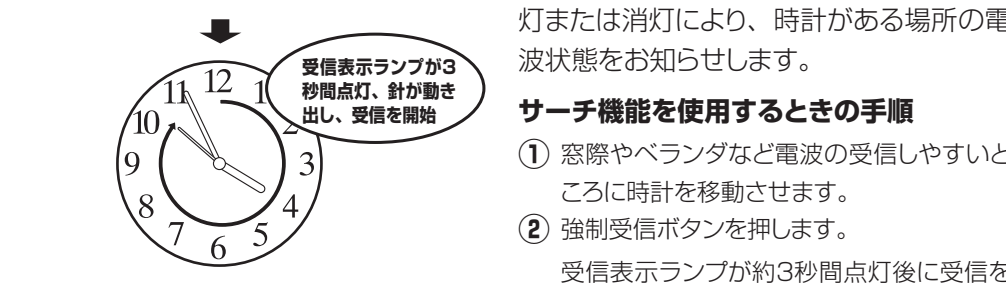 受信表示ランプが3
秒間点灯、針が動き
出し、受信を開始
12
11
1
10
2
9
3
8
4
7
5
6
灯または消灯により、時計がある場所の電
波状態をお知らせします。
サーチ機能を使用するときの手順
① 窓際やベランダなど電波の受信しやすいと
ころに時計を移動させます。
② 強制受信ボタンを押します。
受信表示ランプが約3秒間点灯後に受信を